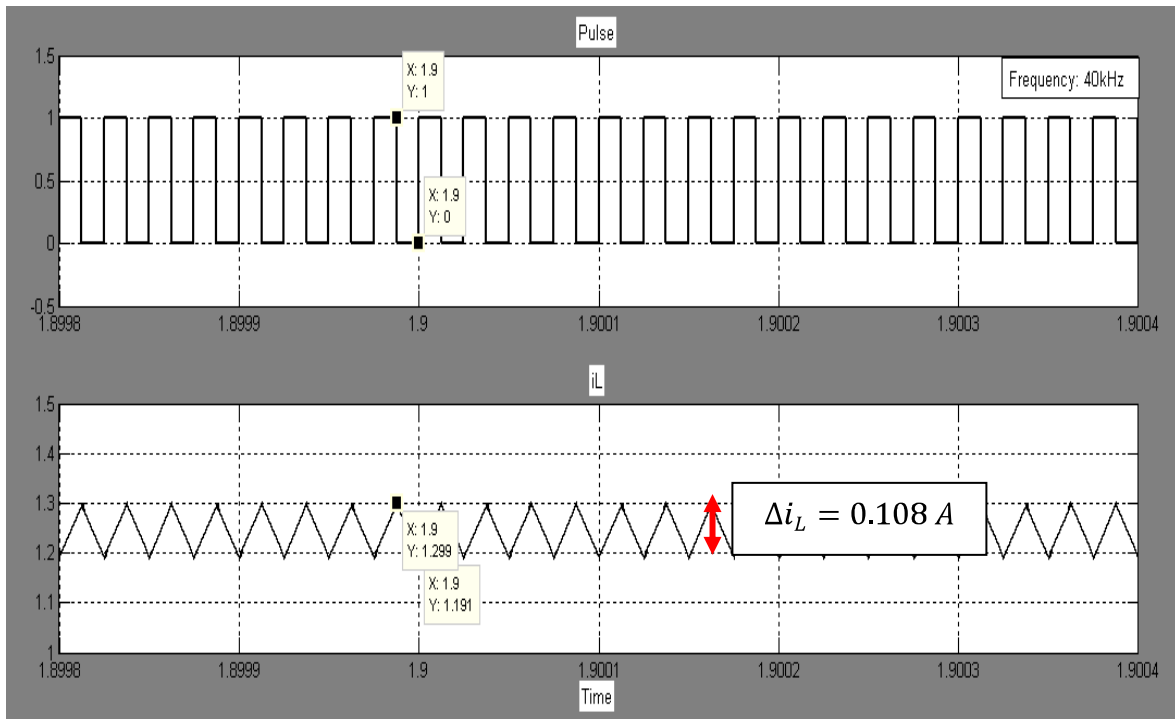 Pulse
1.5
X: 1.9
Y: 1
Frequency: 40kHz
1
0.5
X: 1.9
Y: 0
0
-0.5
1.8998 1.8999 1.9 1.9001 1.9002 1.9003 1.9004
iL
1.5
1.4
1.3
ΔiL = 0.108 A
X: 1.9
Y: 1.299
1.2
X: 1.9
Y: 1.191
1.1
1
1.8998 1.8999 1.9 1.9001 1.9002 1.9003 1.9004
Time